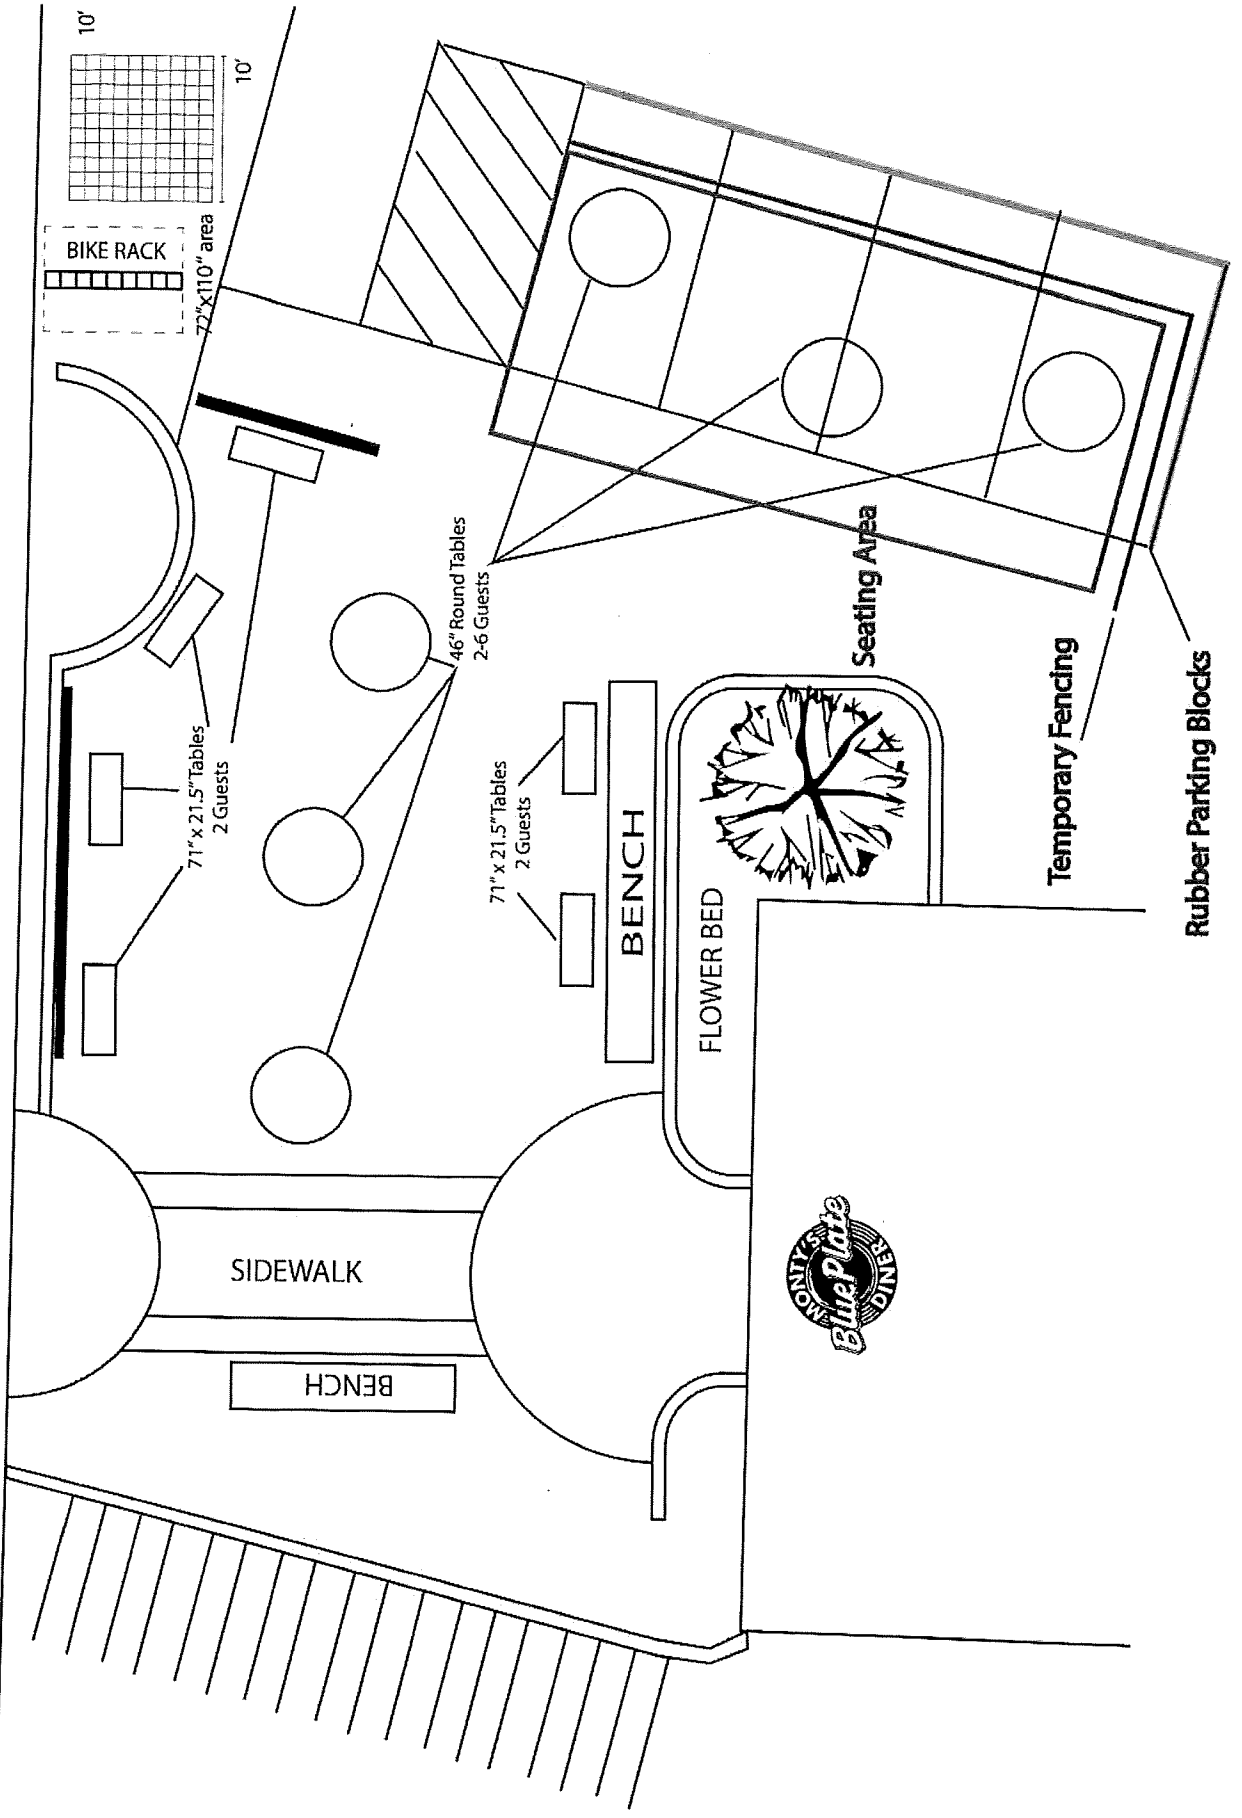 10'
10'
BIKE RACK
72"x110" area
71" x 21.5" Tables
2 Guests
46" Round Tables
2-6 Guests
71" x 21.5" Tables
2 Guests
BENCH
FLOWER BED
Seating Area
Temporary Fencing
Rubber Parking Blocks
SIDEWALK
BENCH
MONTY'S
Blue Plate
DINER